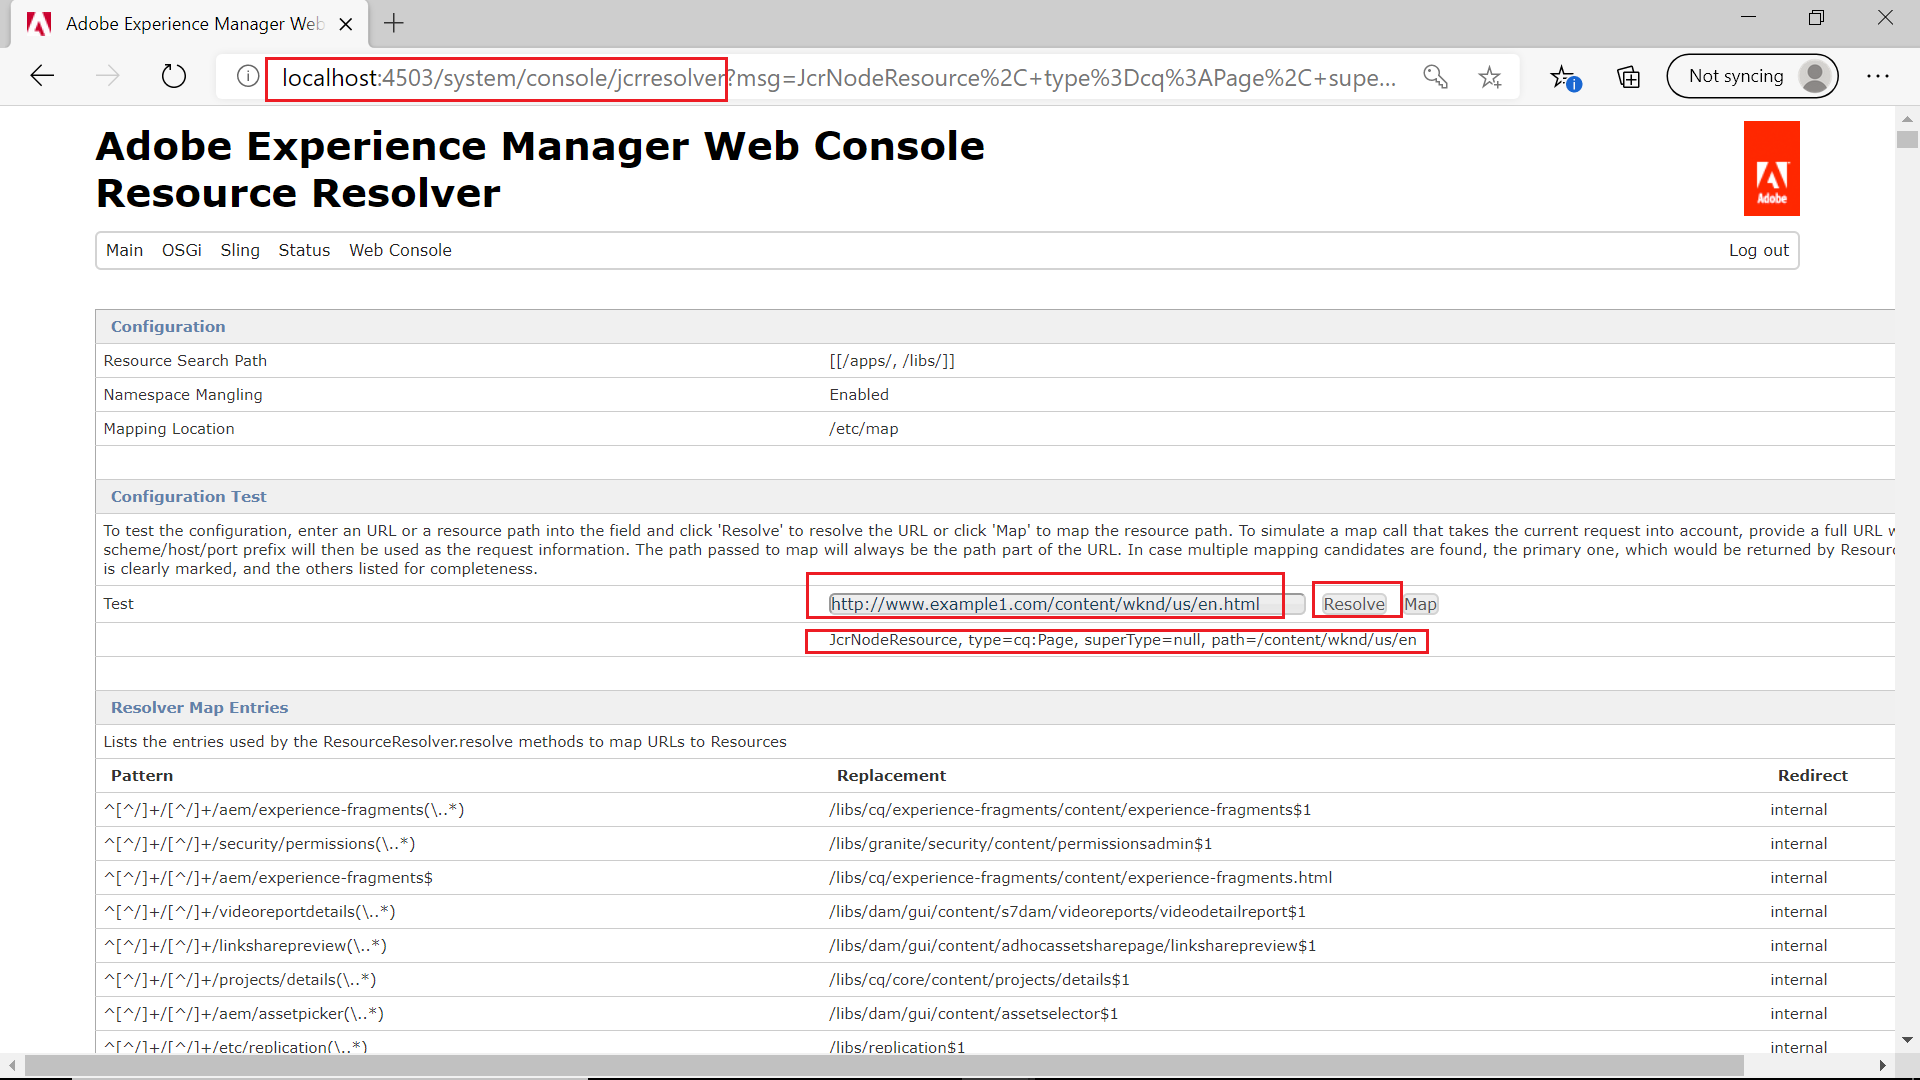 Adobe Experience Manager Web
localhost:4503/system/console/jcrresolver?msg=JcrNodeResource%2C+type%3Dcq%3APage%2C+supe...
Not syncing
Adobe Experience Manager Web Console
Resource Resolver
Adobe
Main OSGi Sling Status Web Console Log out
Configuration
Resource Search Path [[/apps/, /libs/]]
Namespace Mangling Enabled
Mapping Location /etc/map
Configuration Test
To test the configuration, enter an URL or a resource path into the field and click 'Resolve' to resolve the URL or click 'Map' to map the resource path. To simulate a map call that takes the current request into account, provide a full URL
scheme/host/port prefix will then be used as the request information. The path passed to map will always be the path part of the URL. In case multiple mapping candidates are found, the primary one, which would be returned by
is clearly marked, and the others listed for completeness.
Test http://www.example1.com/content/wknd/us/en.html Resolve Map
JcrNodeResource, type=cq:Page, superType=null, path=/content/wknd/us/en
Resolver Map Entries
Lists the entries used by the ResourceResolver.resolve methods to map URLs to Resources
Pattern Replacement Redirect
^[^/]+/[^/]+/aem/experience-fragments(\..*) /libs/cq/experience-fragments/content/experience-fragments$1 internal
^[^/]+/[^/]+/security/permissions(\..*) /libs/granite/security/content/permissionsadmin$1 internal
^[^/]+/[^/]+/aem/experience-fragments$ /libs/cq/experience-fragments/content/experience-fragments.html internal
^[^/]+/[^/]+/videoreportdetails(\..*) /libs/dam/gui/content/s7dam/videoreports/videodetailreport$1 internal
^[^/]+/[^/]+/linksharepreview(\..*) /libs/dam/gui/content/adhocassetsharepage/linksharepreview$1 internal
^[^/]+/[^/]+/projects/details(\..*) /libs/cq/core/content/projects/details$1 internal
^[^/]+/[^/]+/aem/assetpicker(\..*) /libs/dam/gui/content/assetselector$1 internal
^[^/]+/[^/]+/etc/replication(\..*) /libs/replication$1 internal